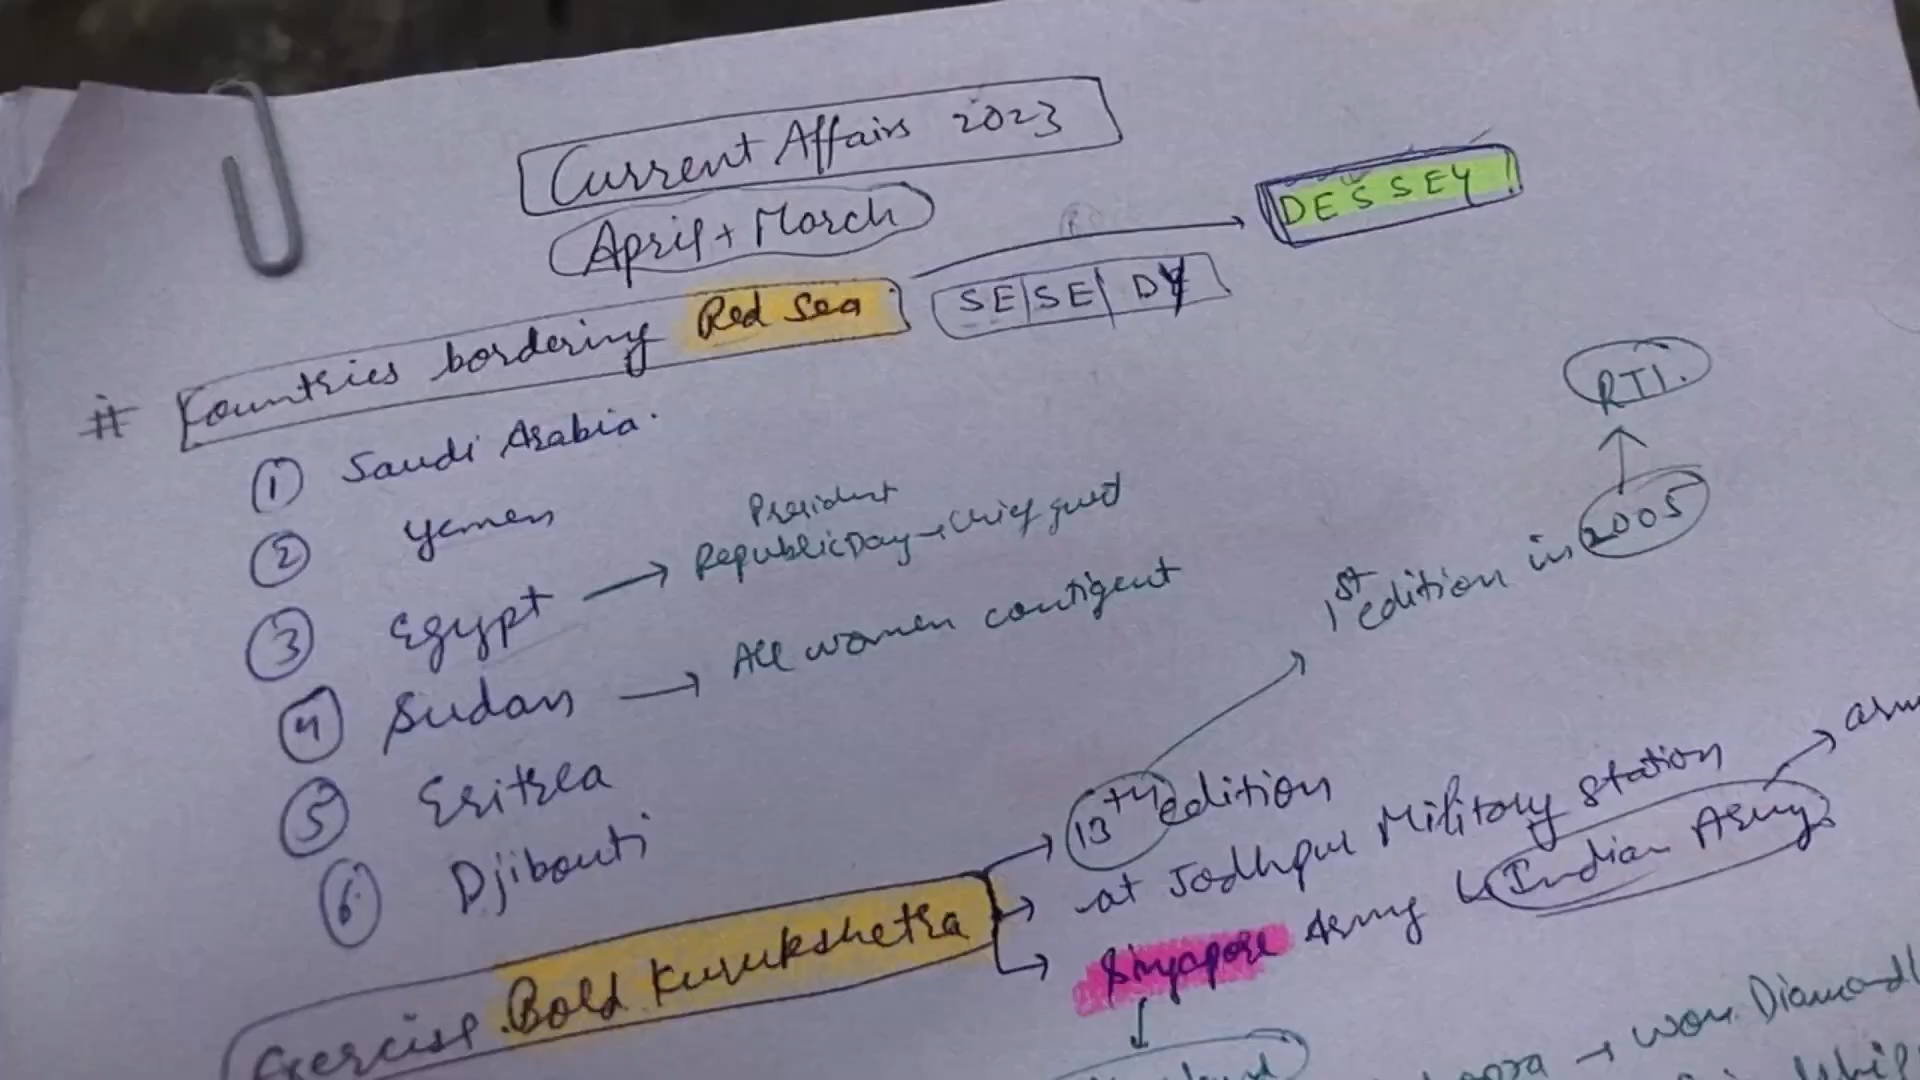 Current Affairs 2023
April + March
DESSEY!
# Countries bordering Red Sea SE|SE| DY
1 Saudi Arabia.
2 Yemen
3 Egypt → President
Republic Day → Chief guest
4 Sudan → All women contigent
5 Eritrea
6 Djibouti
RTI.
↑
1st edition in 2005
Exercise Bold Kurukshetra
→ 13th edition
→ at Jodhpur Military Station
→ Singapore Army Indian Army
→ won Diamond